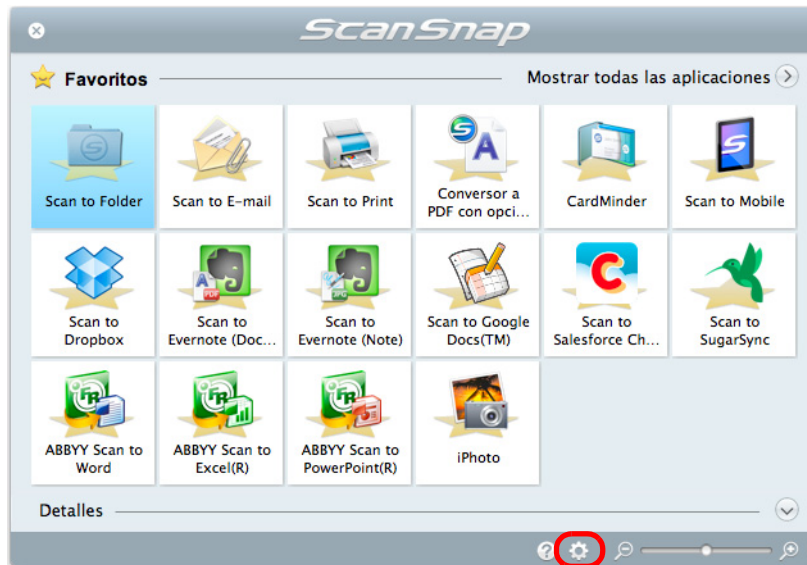 ScanSnap
Favoritos
Mostrar todas las aplicaciones
Scan to Folder
Scan to E-mail
Scan to Print
Conversor a
PDF con opci...
CardMinder
Scan to Mobile
Scan to
Dropbox
Scan to
Evernote (Doc...
Scan to
Evernote (Note)
Scan to Google
Docs(TM)
Scan to
Salesforce Ch...
Scan to
SugarSync
ABBYY Scan to
Word
ABBYY Scan to
Excel(R)
ABBYY Scan to
PowerPoint(R)
iPhoto
Detalles